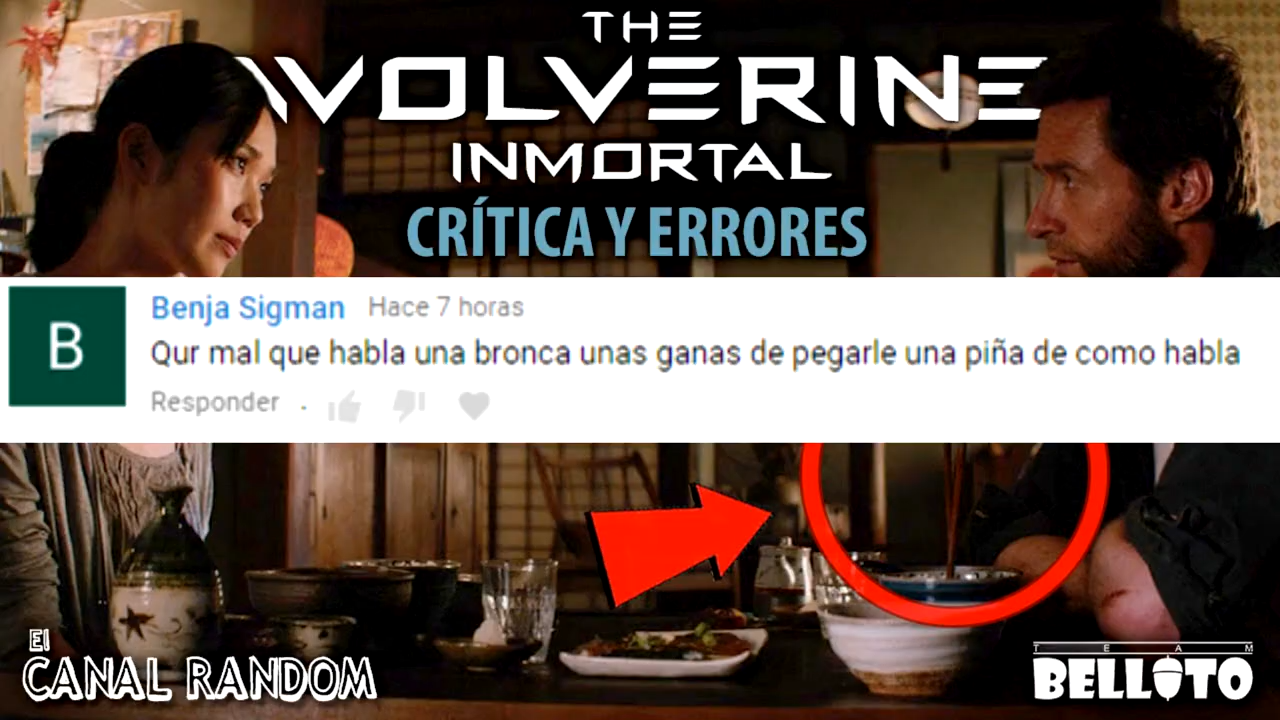 THE
WOLVERINE
INMORTAL
CRÍTICA Y ERRORES
B
Benja Sigman Hace 7 horas
Qur mal que habla una bronca unas ganas de pegarle una piña de como habla
Responder
El
CANAL RANDOM
TEAM
BELLOTO